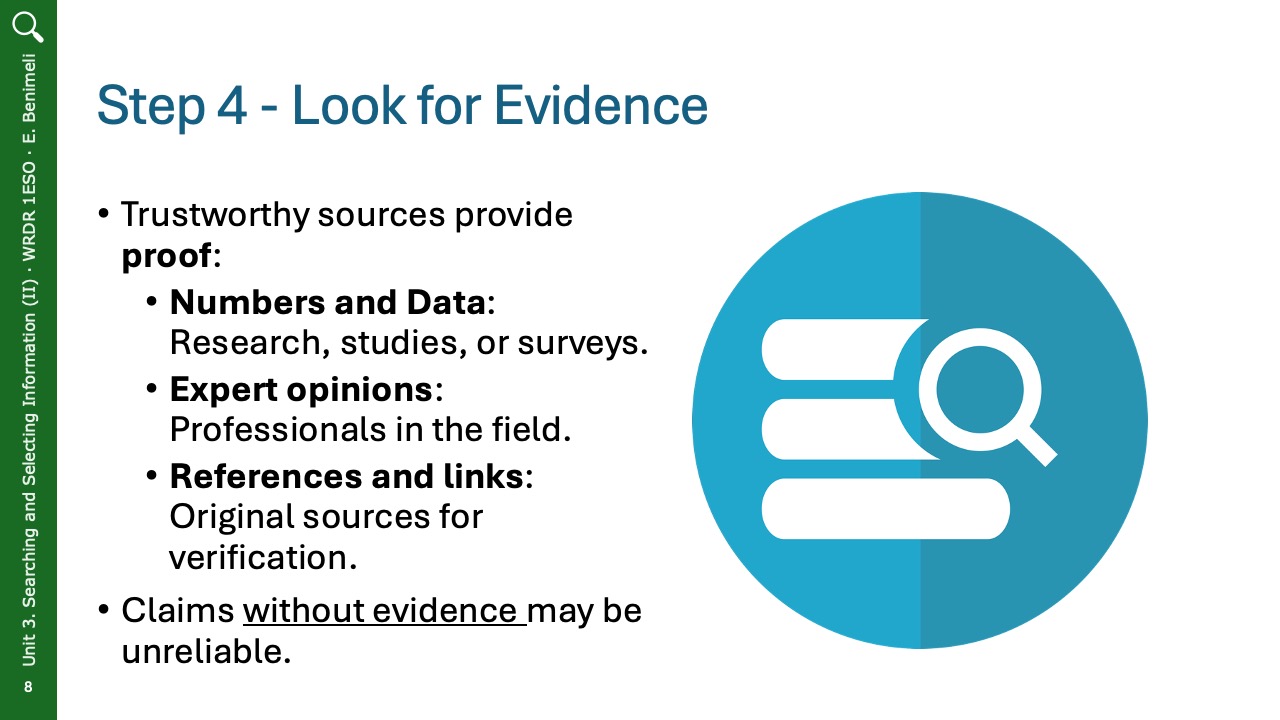 Unit 3. Searching and Selecting Information (II) · WRDR 1ESO · E. Benimeli
8
Step 4 - Look for Evidence
• Trustworthy sources provide
proof:
• Numbers and Data:
Research, studies, or surveys.
• Expert opinions:
Professionals in the field.
• References and links:
Original sources for
verification.
• Claims without evidence may be
unreliable.